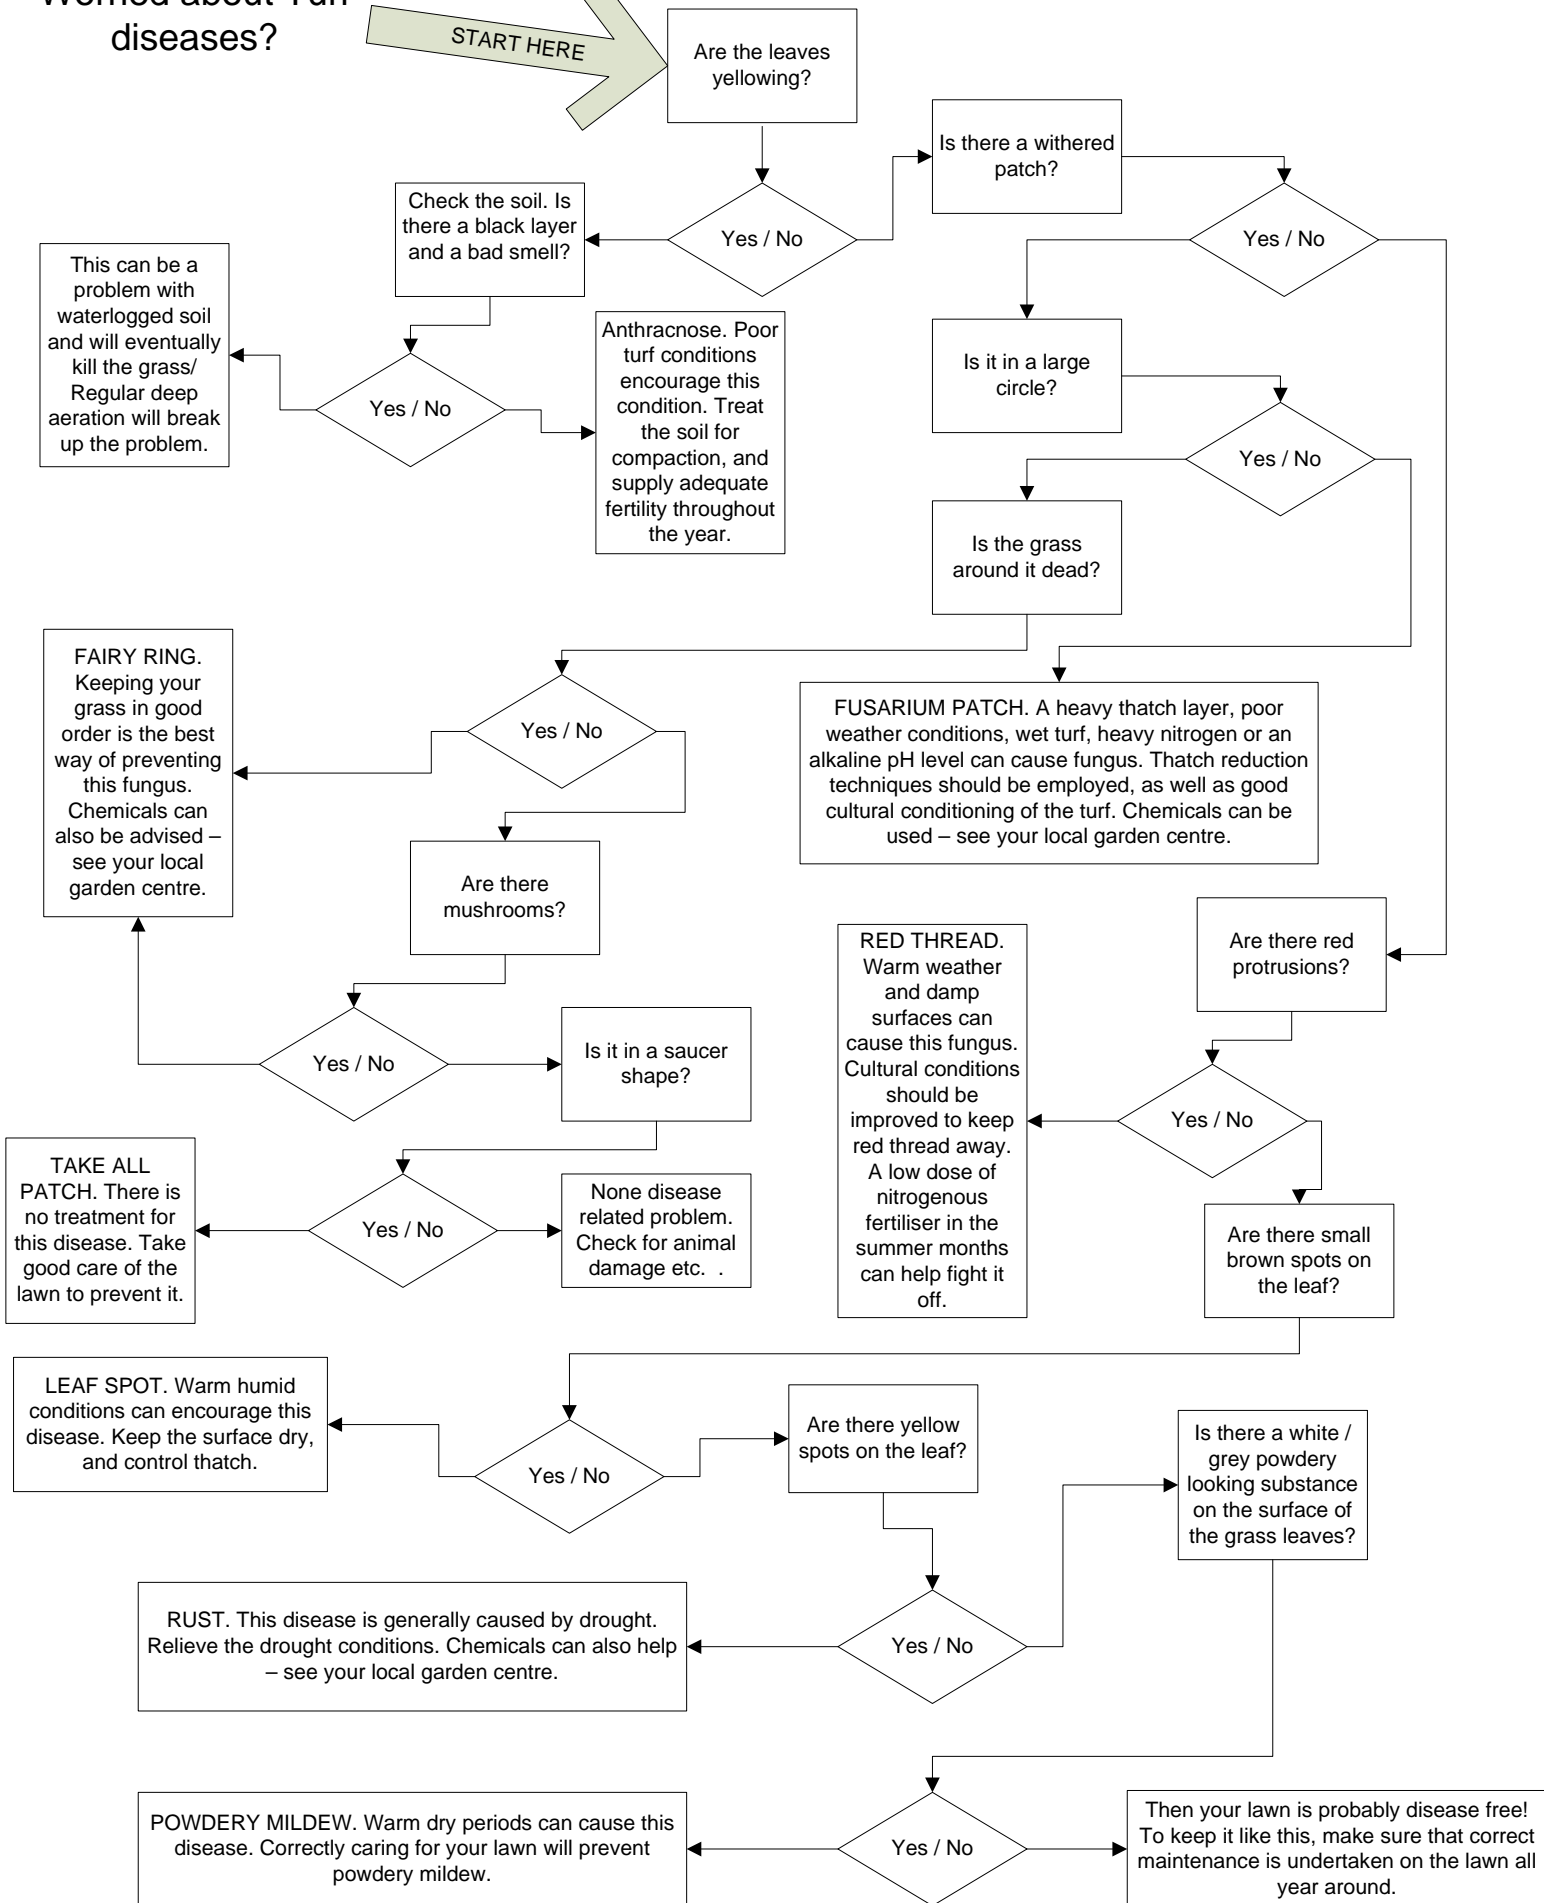 Worried about Turf
diseases?
START HERE
Are the leaves
yellowing?
Is there a withered
patch?
Check the soil. Is
there a black layer
and a bad smell?
Yes / No
Yes / No
This can be a
problem with
waterlogged soil
and will eventually
kill the grass/
Regular deep
aeration will break
up the problem.
Yes / No
Anthracnose. Poor
turf conditions
encourage this
condition. Treat
the soil for
compaction, and
supply adequate
fertility throughout
the year.
Is it in a large
circle?
Yes / No
Is the grass
around it dead?
FAIRY RING.
Keeping your
grass in good
order is the best
way of preventing
this fungus.
Chemicals can
also be advised –
see your local
garden centre.
Yes / No
FUSARIUM PATCH. A heavy thatch layer, poor
weather conditions, wet turf, heavy nitrogen or an
alkaline pH level can cause fungus. Thatch reduction
techniques should be employed, as well as good
cultural conditioning of the turf. Chemicals can be
used – see your local garden centre.
Are there
mushrooms?
RED THREAD.
Warm weather
and damp
surfaces can
cause this fungus.
Cultural conditions
should be
improved to keep
red thread away.
A low dose of
nitrogenous
fertiliser in the
summer months
can help fight it
off.
Are there red
protrusions?
Yes / No
Is it in a saucer
shape?
Yes / No
TAKE ALL
PATCH. There is
no treatment for
this disease. Take
good care of the
lawn to prevent it.
Yes / No
None disease
related problem.
Check for animal
damage etc. .
Are there small
brown spots on
the leaf?
LEAF SPOT. Warm humid
conditions can encourage this
disease. Keep the surface dry,
and control thatch.
Yes / No
Are there yellow
spots on the leaf?
Is there a white /
grey powdery
looking substance
on the surface of
the grass leaves?
RUST. This disease is generally caused by drought.
Relieve the drought conditions. Chemicals can also help
– see your local garden centre.
Yes / No
POWDERY MILDEW. Warm dry periods can cause this
disease. Correctly caring for your lawn will prevent
powdery mildew.
Yes / No
Then your lawn is probably disease free!
To keep it like this, make sure that correct
maintenance is undertaken on the lawn all
year around.